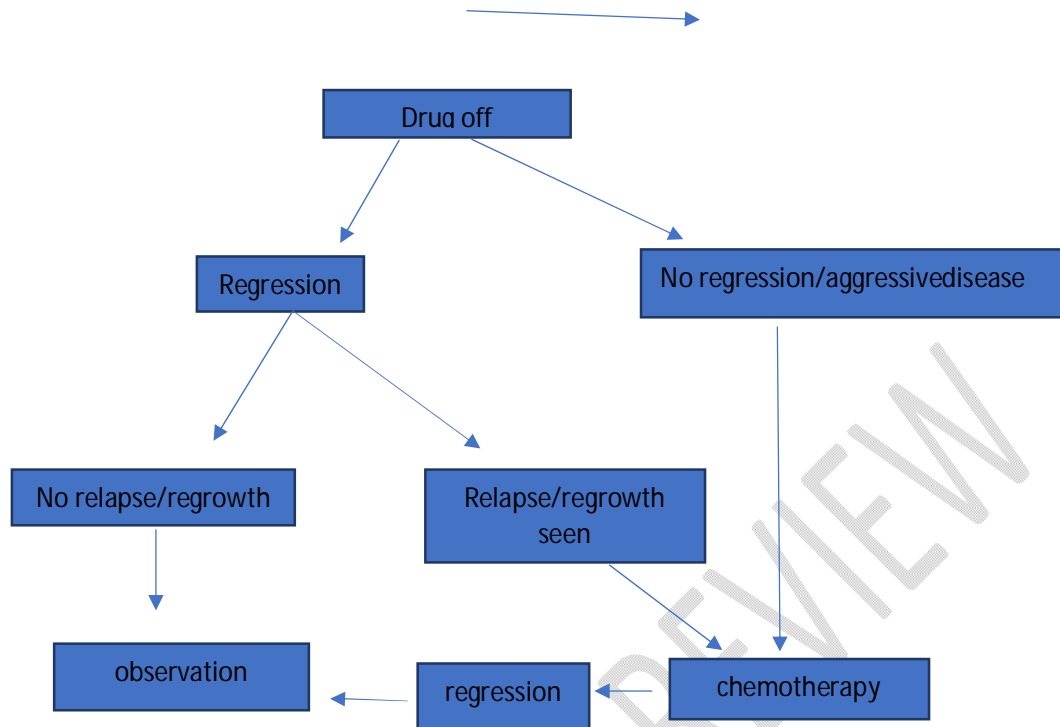 Drug off
Regression
No regression/aggressivedisease
No relapse/regrowth
Relapse/regrowth
seen
observation
regression
chemotherapy
REVIEW